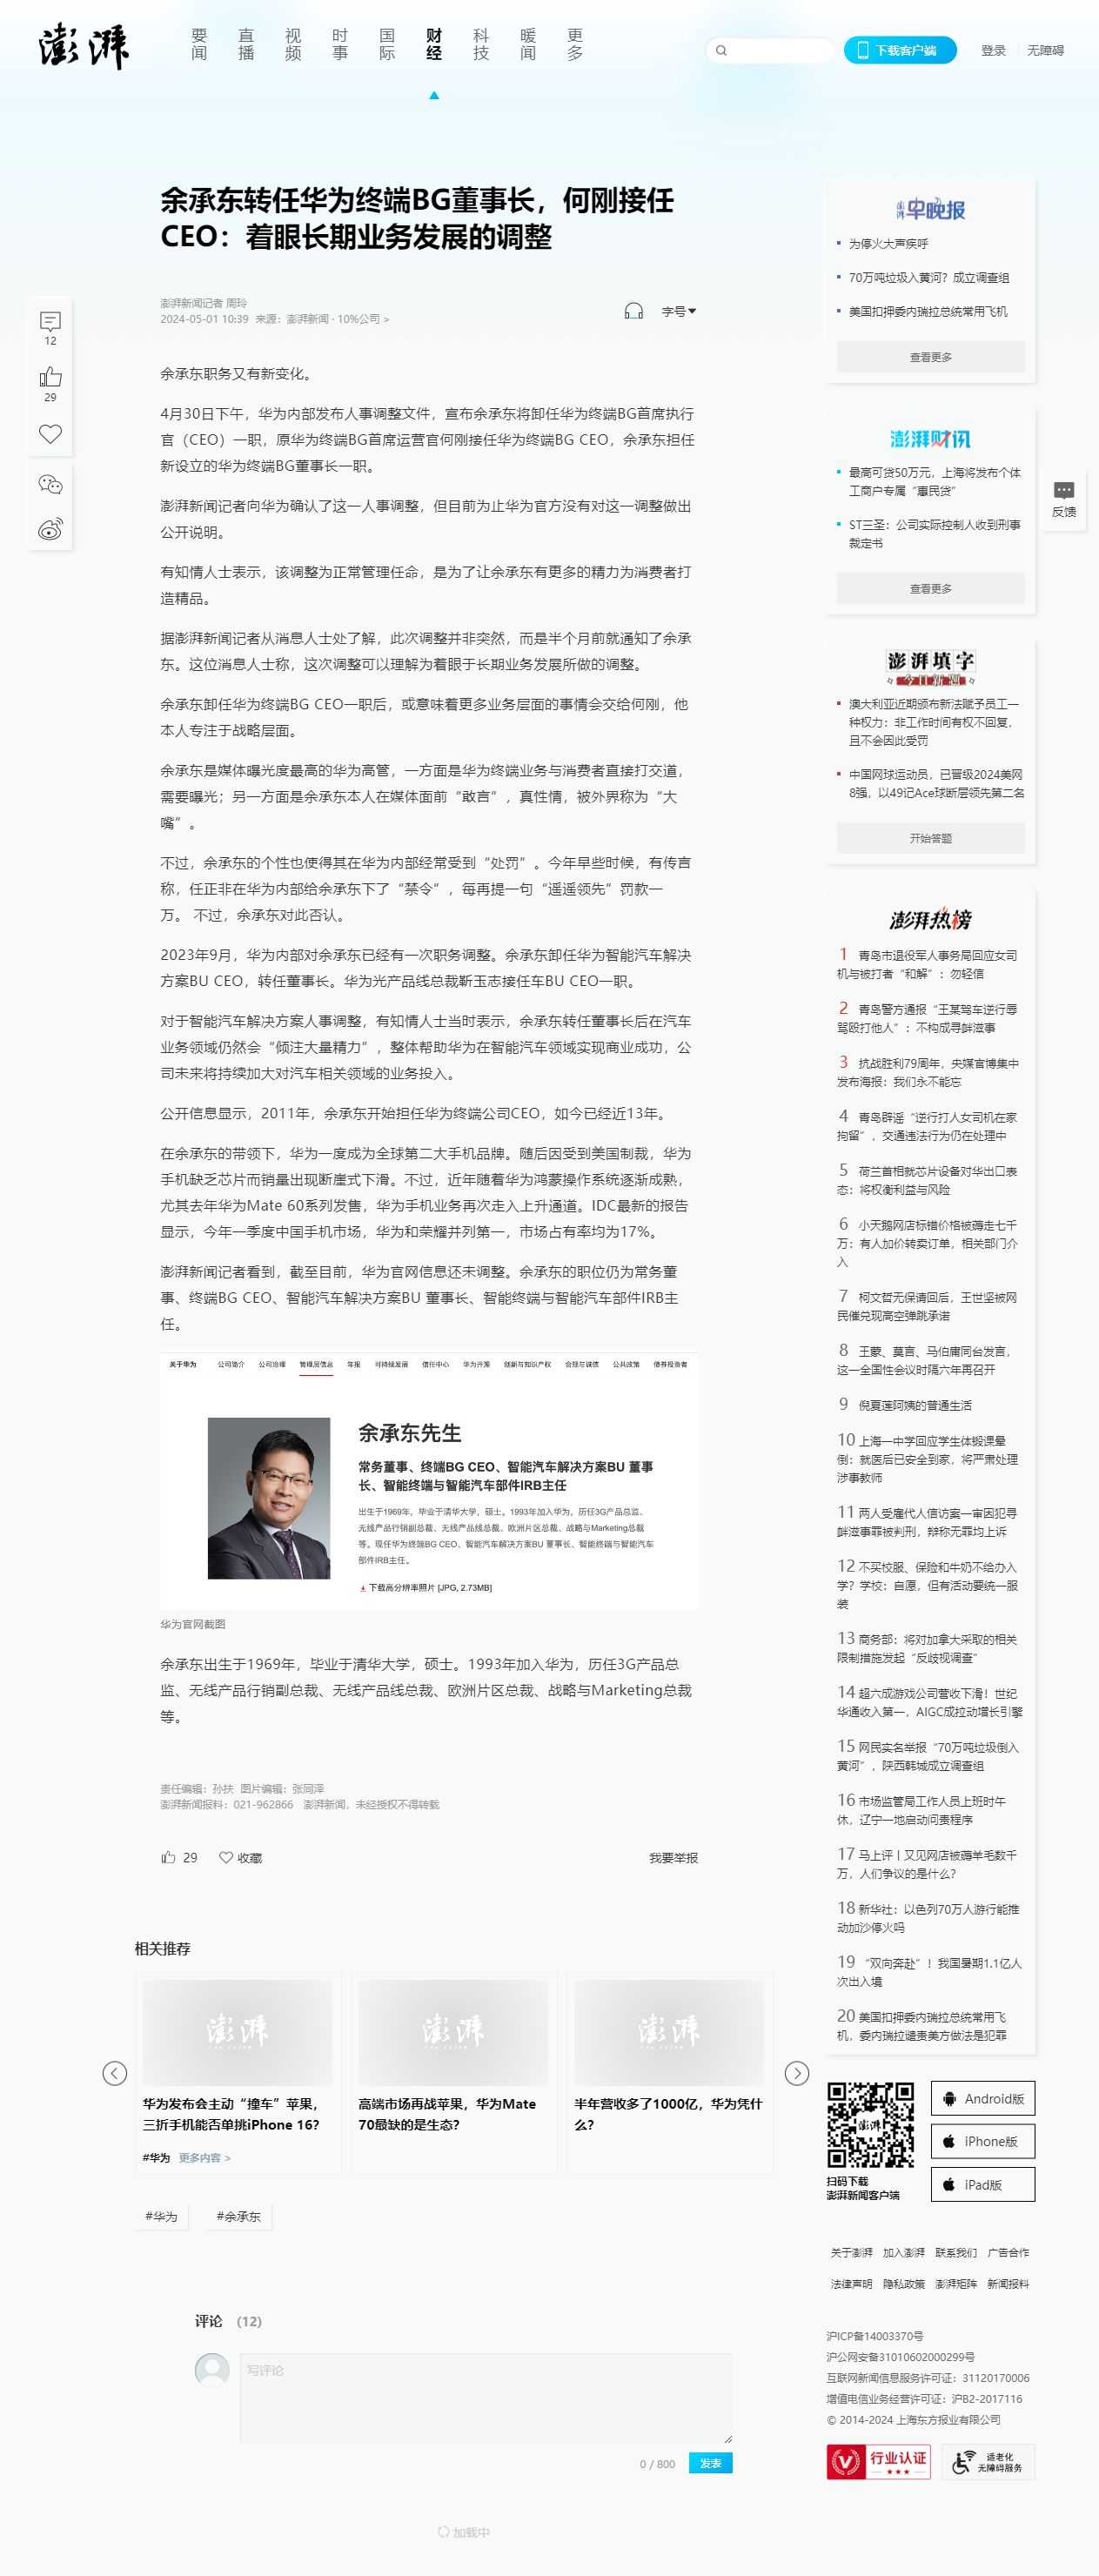 澎湃
要闻
直播
视频
时事
国际
财经
科技
暖闻
更多
下载客户端
登录
无障碍
余承东转任华为终端BG董事长，何刚接任
CEO：着眼长期业务发展的调整
澎湃新闻记者 周玲
2024-05-01 10:39 来源：澎湃新闻 · 10%公司 >
字号
12
29
余承东职务又有新变化。
4月30日下午，华为内部发布人事调整文件，宣布余承东将卸任华为终端BG首席执行
官（CEO）一职，原华为终端BG首席运营官何刚接任华为终端BG CEO，余承东担任
新设立的华为终端BG董事长一职。
澎湃新闻记者向华为确认了这一人事调整，但目前为止华为官方没有对这一调整做出
公开说明。
有知情人士表示，该调整为正常管理任命，是为了让余承东有更多的精力为消费者打
造精品。
据澎湃新闻记者从消息人士处了解，此次调整并非突然，而是半个月前就通知了余承
东。这位消息人士称，这次调整可以理解为着眼于长期业务发展所做的调整。
余承东卸任华为终端BG CEO一职后，或意味着更多业务层面的事情会交给何刚，他
本人专注于战略层面。
余承东是媒体曝光度最高的华为高管，一方面是华为终端业务与消费者直接打交道，
需要曝光；另一方面是余承东本人在媒体面前“敢言”，真性情，被外界称为“大
嘴”。
不过，余承东的个性也使得其在华为内部经常受到“处罚”。今年早些时候，有传言
称，任正非在华为内部给余承东下了“禁令”，每再提一句“遥遥领先”罚款一
万。 不过，余承东对此否认。
2023年9月，华为内部对余承东已经有一次职务调整。余承东卸任华为智能汽车解决
方案BU CEO，转任董事长。华为光产品线总裁靳玉志接任车BU CEO一职。
对于智能汽车解决方案人事调整，有知情人士当时表示，余承东转任董事长后在汽车
业务领域仍然会“倾注大量精力”，整体帮助华为在智能汽车领域实现商业成功，公
司未来将持续加大对汽车相关领域的业务投入。
公开信息显示，2011年，余承东开始担任华为终端公司CEO，如今已经近13年。
在余承东的带领下，华为一度成为全球第二大手机品牌。随后因受到美国制裁，华为
手机缺乏芯片而销量出现断崖式下滑。不过，近年随着华为鸿蒙操作系统逐渐成熟，
尤其去年华为Mate 60系列发售，华为手机业务再次走入上升通道。IDC最新的报告
显示，今年一季度中国手机市场，华为和荣耀并列第一，市场占有率均为17%。
澎湃新闻记者看到，截至目前，华为官网信息还未调整。余承东的职位仍为常务董
事、终端BG CEO、智能汽车解决方案BU 董事长、智能终端与智能汽车部件IRB主
任。
关于华为 公司简介 公司治理 管理层信息 年报 可持续发展 信任中心 华为开源 创新与知识产权 合规与诚信 公共政策 债券投资者
余承东先生
常务董事、终端BG CEO、智能汽车解决方案BU 董事
长、智能终端与智能汽车部件IRB主任
出生于1969年，毕业于清华大学，硕士。1993年加入华为，历任3G产品总监、
无线产品行销副总裁、无线产品线总裁、欧洲片区总裁、战略与Marketing总裁
等。现任华为终端BG CEO、智能汽车解决方案BU 董事长、智能终端与智能汽车
部件IRB主任。
下载高分辨率照片 [JPG, 2.73MB]
华为官网截图
余承东出生于1969年，毕业于清华大学，硕士。1993年加入华为，历任3G产品总
监、无线产品行销副总裁、无线产品线总裁、欧洲片区总裁、战略与Marketing总裁
等。
责任编辑：孙扶 图片编辑：张同泽
澎湃新闻报料：021-962866 澎湃新闻，未经授权不得转载
29
收藏
我要举报
相关推荐
澎湃
澎湃
澎湃
华为发布会主动“撞车”苹果，
三折手机能否单挑iPhone 16？
#华为 更多内容 >
高端市场再战苹果，华为Mate
70最缺的是生态？
半年营收多了1000亿，华为凭什
么？
#华为
#余承东
评论 (12)
写评论
0 / 800
发表
加载中
澎湃早晚报
为停火大声疾呼
70万吨垃圾入黄河？成立调查组
美国扣押委内瑞拉总统常用飞机
查看更多
澎湃财讯
最高可贷50万元，上海将发布个体
工商户专属“惠民贷”
ST三圣：公司实际控制人收到刑事
裁定书
查看更多
反馈
澎湃填字
澳大利亚近期颁布新法赋予员工一
种权力：非工作时间有权不回复，
且不会因此受罚
中国网球运动员，已晋级2024美网
8强，以49记Ace球断层领先第二名
开始答题
澎湃热榜
1 青岛市退役军人事务局回应女司
机与被打者“和解”：勿轻信
2 青岛警方通报“王某驾车逆行辱
骂殴打他人”：不构成寻衅滋事
3 抗战胜利79周年，央媒官博集中
发布海报：我们永不能忘
4 青岛辟谣“逆行打人女司机在家
拘留”，交通违法行为仍在处理中
5 荷兰首相就芯片设备对华出口表
态：将权衡利益与风险
6 小天鹅网店标错价格被薅走七千
万：有人加价转卖订单，相关部门介
入
7 柯文哲无保请回后，王世坚被网
民催兑现高空弹跳承诺
8 王蒙、莫言、马伯庸同台发言，
这一全国性会议时隔六年再召开
9 倪夏莲阿姨的普通生活
10 上海一中学回应学生体锻课晕
倒：就医后已安全到家，将严肃处理
涉事教师
11 两人受雇代人信访案一审因犯寻
衅滋事罪被判刑，辩称无罪均上诉
12 不买校服、保险和牛奶不给办入
学？学校：自愿，但有活动要统一服
装
13 商务部：将对加拿大采取的相关
限制措施发起“反歧视调查”
14 超六成游戏公司营收下滑！世纪
华通收入第一，AIGC成拉动增长引擎
15 网民实名举报“70万吨垃圾倒入
黄河”，陕西韩城成立调查组
16 市场监管局工作人员上班时午
休，辽宁一地启动问责程序
17 马上评丨又见网店被薅羊毛数千
万，人们争议的是什么？
18 新华社：以色列70万人游行能推
动加沙停火吗
19 “双向奔赴”！我国暑期1.1亿人
次出入境
20 美国扣押委内瑞拉总统常用飞
机，委内瑞拉谴责美方做法是犯罪
澎湃
扫码下载
澎湃新闻客户端
Android版
iPhone版
iPad版
关于澎湃 加入澎湃 联系我们 广告合作
法律声明 隐私政策 澎湃矩阵 新闻报料
沪ICP备14003370号
沪公网安备31010602000299号
互联网新闻信息服务许可证：31120170006
增值电信业务经营许可证：沪B2-2017116
© 2014-2024 上海东方报业有限公司
行业认证
适老化
无障碍服务